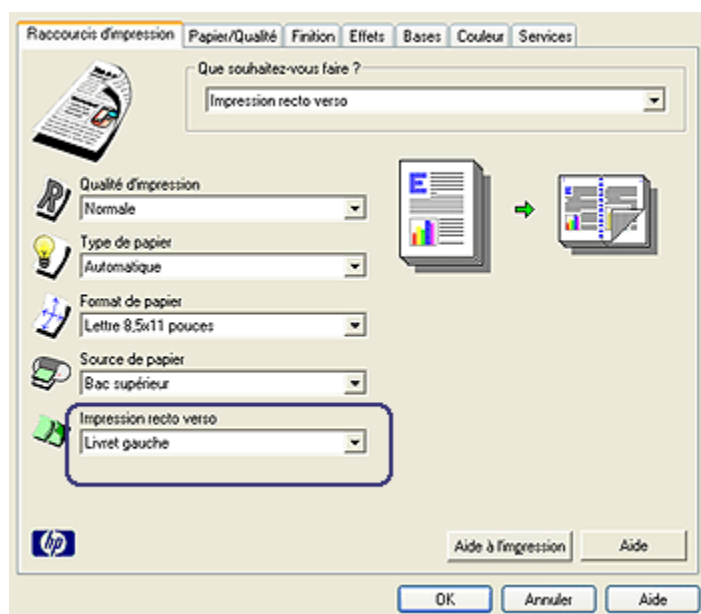 Raccourcis d'impression Papier/Qualité Finition Effets Bases Couleur Services
Que souhaitez-vous faire ?
Impression recto verso
Qualité d'impression
Normale
Type de papier
Automatique
Format de papier
Lettre 8,5x11 pouces
Source de papier
Bac supérieur
Impression recto verso
Livret gauche
E
E
hp
Aide à l'impression Aide
OK Annuler Aide